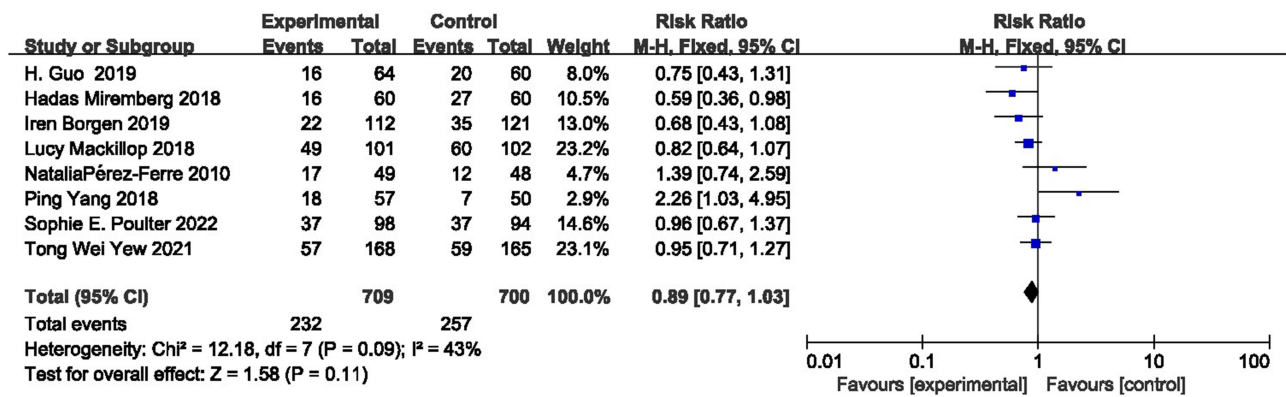 Experimental Control Risk Ratio Risk Ratio
Study or Subgroup Events Total Events Total Weight M-H, Fixed, 95% CI M-H, Fixed, 95% CI
H. Guo 2019 16 64 20 60 8.0% 0.75 [0.43, 1.31]
Hadas Miremberg 2018 16 60 27 60 10.5% 0.59 [0.36, 0.98]
Iren Borgen 2019 22 112 35 121 13.0% 0.68 [0.43, 1.08]
Lucy Mackillop 2018 49 101 60 102 23.2% 0.82 [0.64, 1.07]
NataliaPérez-Ferre 2010 17 49 12 48 4.7% 1.39 [0.74, 2.59]
Ping Yang 2018 18 57 7 50 2.9% 2.26 [1.03, 4.95]
Sophie E. Poulter 2022 37 98 37 94 14.6% 0.96 [0.67, 1.37]
Tong Wei Yew 2021 57 168 59 165 23.1% 0.95 [0.71, 1.27]
Total (95% CI) 709 700 100.0% 0.89 [0.77, 1.03]
Total events 232 257
Heterogeneity: Chi² = 12.18, df = 7 (P = 0.09); I² = 43%
Test for overall effect: Z = 1.58 (P = 0.11)
0.01 0.1 1 10 100
Favours [experimental] Favours [control]